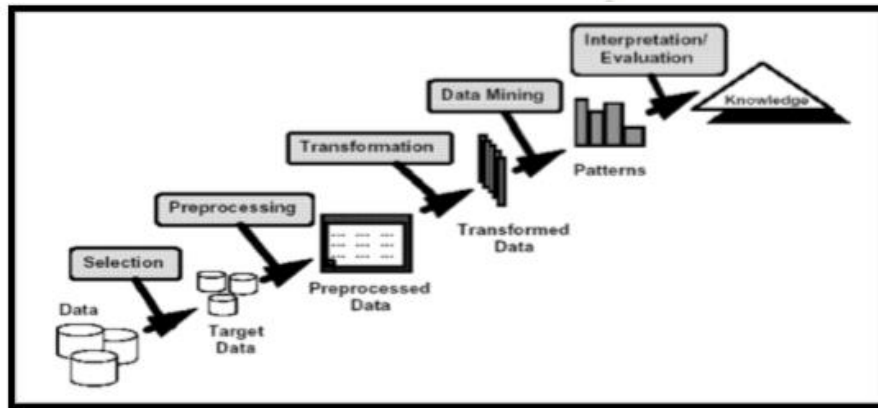 Interpretation/
Evaluation
Data Mining
Knowledge
Transformation
Patterns
Preprocessing
Transformed
Data
Selection
Preprocessed
Data
Data
Target
Data